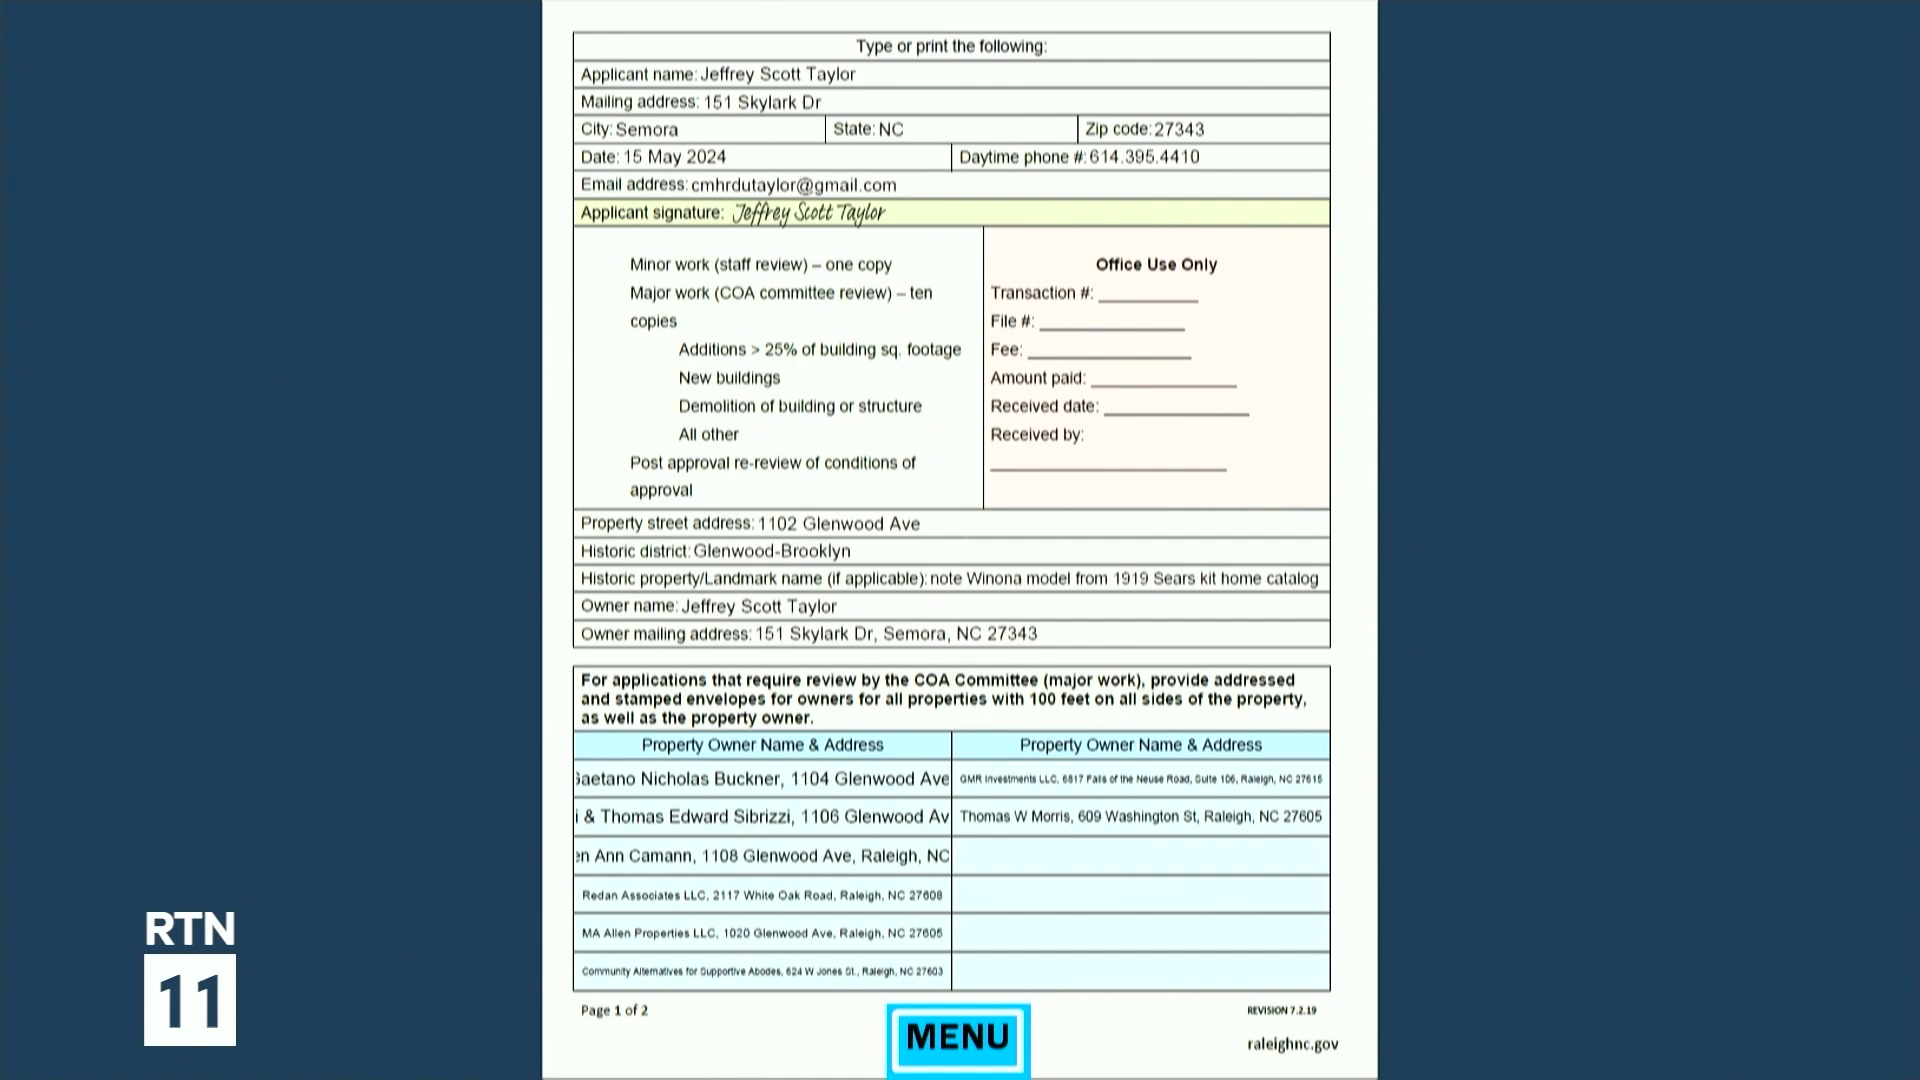 Type or print the following:
Applicant name: Jeffrey Scott Taylor
Mailing address: 151 Skylark Dr
City: Semora State: NC Zip code: 27343
Date: 15 May 2024 Daytime phone #: 614.395.4410
Email address: cmhrdutaylor@gmail.com
Applicant signature: Jeffrey Scott Taylor
Minor work (staff review) – one copy
Major work (COA committee review) – ten
copies
Additions > 25% of building sq. footage
New buildings
Demolition of building or structure
All other
Post approval re-review of conditions of
approval
Office Use Only
Transaction #:
File #:
Fee:
Amount paid:
Received date:
Received by:
Property street address: 1102 Glenwood Ave
Historic district: Glenwood-Brooklyn
Historic property/Landmark name (if applicable): note Winona model from 1919 Sears kit home catalog
Owner name: Jeffrey Scott Taylor
Owner mailing address: 151 Skylark Dr, Semora, NC 27343
For applications that require review by the COA Committee (major work), provide addressed
and stamped envelopes for owners for all properties with 100 feet on all sides of the property,
as well as the property owner.
Property Owner Name & Address Property Owner Name & Address
Gaetano Nicholas Buckner, 1104 Glenwood Ave GMR Investments LLC, 6817 Falls of the Neuse Road, Suite 106, Raleigh, NC 27615
i & Thomas Edward Sibrizzi, 1106 Glenwood Av Thomas W Morris, 609 Washington St, Raleigh, NC 27605
en Ann Camann, 1108 Glenwood Ave, Raleigh, NC
Redan Associates LLC, 2117 White Oak Road, Raleigh, NC 27608
MA Allen Properties LLC, 1020 Glenwood Ave, Raleigh, NC 27605
Community Alternatives for Supportive Abodes, 624 W Jones St., Raleigh, NC 27603
Page 1 of 2 REVISION 7.2.19
raleighnc.gov
MENU
RTN
11